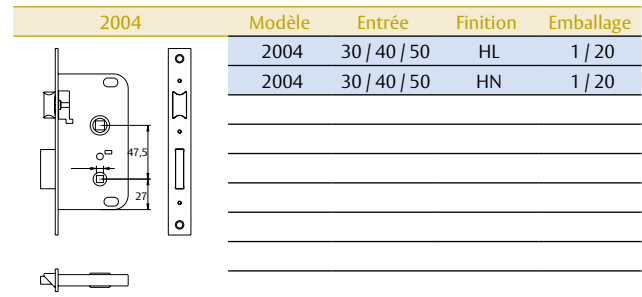 2004 Modèle Entrée Finition Emballage
2004 30 / 40 / 50 HL 1 / 20
2004 30 / 40 / 50 HN 1 / 20
47,5
27